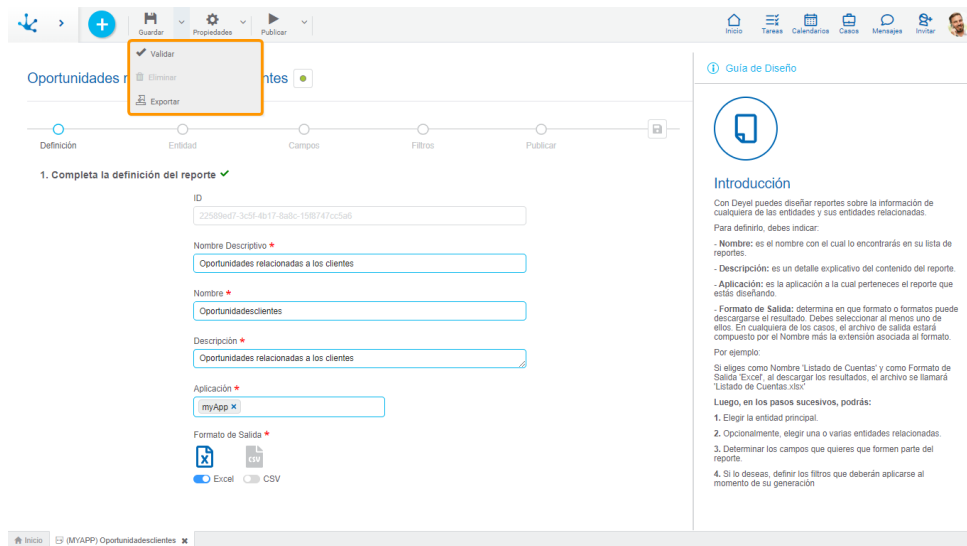 Guardar
Propiedades
Publicar
Inicio
Tareas
Calendarios
Casos
Mensajes
Invitar
Validar
Eliminar
Exportar
Oportunidades r
ntes
Definición
Entidad
Campos
Filtros
Publicar
1. Completa la definición del reporte
ID
22589ed7-3c5f-4b17-8a8c-15f8747cc5a6
Nombre Descriptivo *
Oportunidades relacionadas a los clientes
Nombre *
Oportunidadesclientes
Descripción *
Oportunidades relacionadas a los clientes
Aplicación *
myApp ×
Formato de Salida *
X
CSV
Excel
CSV
Guía de Diseño
Introducción
Con Deyel puedes diseñar reportes sobre la información de
cualquiera de las entidades y sus entidades relacionadas.
Para definirlo, debes indicar:
- Nombre: es el nombre con el cual lo encontrarás en su lista de
reportes.
- Descripción: es un detalle explicativo del contenido del reporte.
- Aplicación: es la aplicación a la cual perteneces el reporte que
estás diseñando.
- Formato de Salida: determina en que formato o formatos puede
descargarse el resultado. Debes seleccionar al menos uno de
ellos. En cualquiera de los casos, el archivo de salida estará
compuesto por el Nombre más la extensión asociada al formato.
Por ejemplo:
Si eliges como Nombre 'Listado de Cuentas' y como Formato de
Salida 'Excel', al descargar los resultados, el archivo se llamará
'Listado de Cuentas.xlsx'
Luego, en los pasos sucesivos, podrás:
1. Elegir la entidad principal.
2. Opcionalmente, elegir una o varias entidades relacionadas.
3. Determinar los campos que quieres que formen parte del
reporte.
4. Si lo deseas, definir los filtros que deberán aplicarse al
momento de su generación
Inicio
(MYAPP) Oportunidadesclientes ×